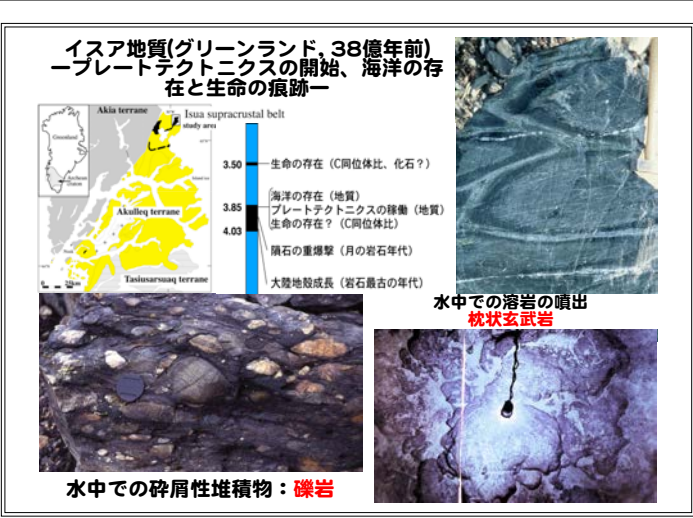 イスア地質(グリーンランド, 38億年前)
ープレートテクトニクスの開始、海洋の存
在と生命の痕跡ー
Akia terrane
Isua supracrustal belt
study area
Greenland
Akulleq terrane
Tasiusarsuaq terrane
0
20km
3.50
生命の存在（C同位体比、化石？）
海洋の存在（地質）
3.85
プレートテクトニクスの稼働（地質）
生命の存在？（C同位体比）
4.03
隕石の重爆撃（月の岩石年代）
大陸地殻成長（岩石最古の年代）
水中での溶岩の噴出
枕状玄武岩
水中での砕屑性堆積物：礫岩